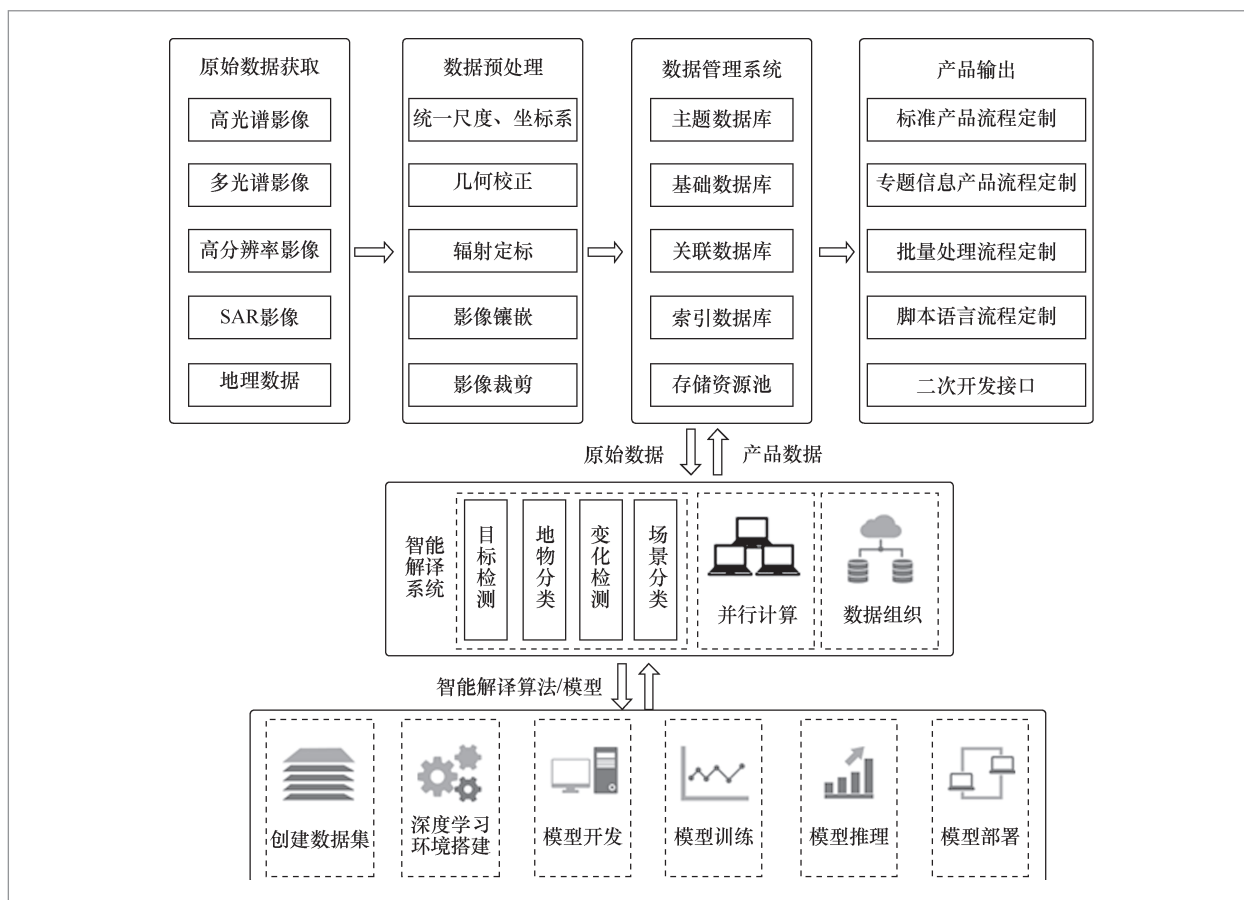 原始数据获取
高光谱影像
多光谱影像
高分辨率影像
SAR影像
地理数据
数据预处理
统一尺度、坐标系
几何校正
辐射定标
影像镶嵌
影像裁剪
数据管理系统
主题数据库
基础数据库
关联数据库
索引数据库
存储资源池
产品输出
标准产品流程定制
专题信息产品流程定制
批量处理流程定制
脚本语言流程定制
二次开发接口
原始数据
产品数据
智能
解译
系统
目标检测
地物分类
变化检测
场景分类
并行计算
数据组织
智能解译算法/模型
创建数据集
深度学习
环境搭建
模型开发
模型训练
模型推理
模型部署